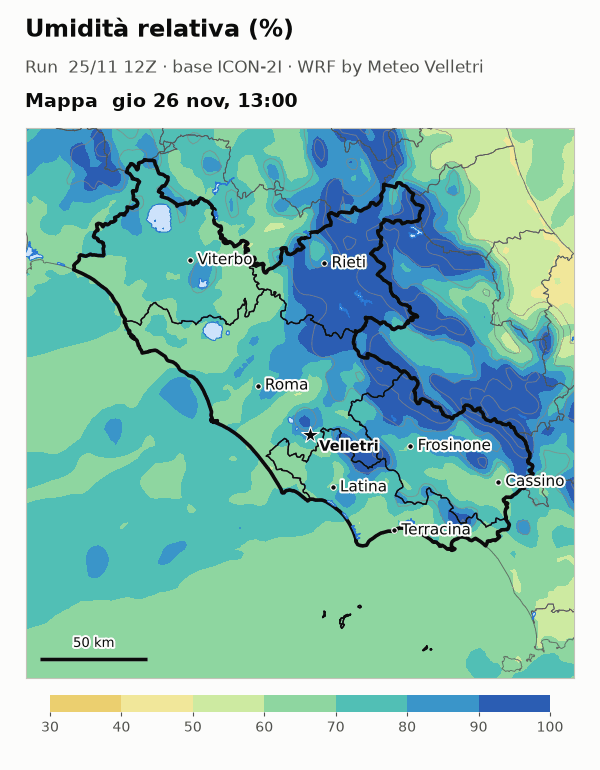 Umidità relativa (%)
Run 25/11 12Z · base ICON-2I · WRF by Meteo Velletri
Mappa gio 26 nov, 13:00
Viterbo
Rieti
Roma
Velletri
Frosinone
Latina
Cassino
Terracina
50 km
30 40 50 60 70 80 90 100